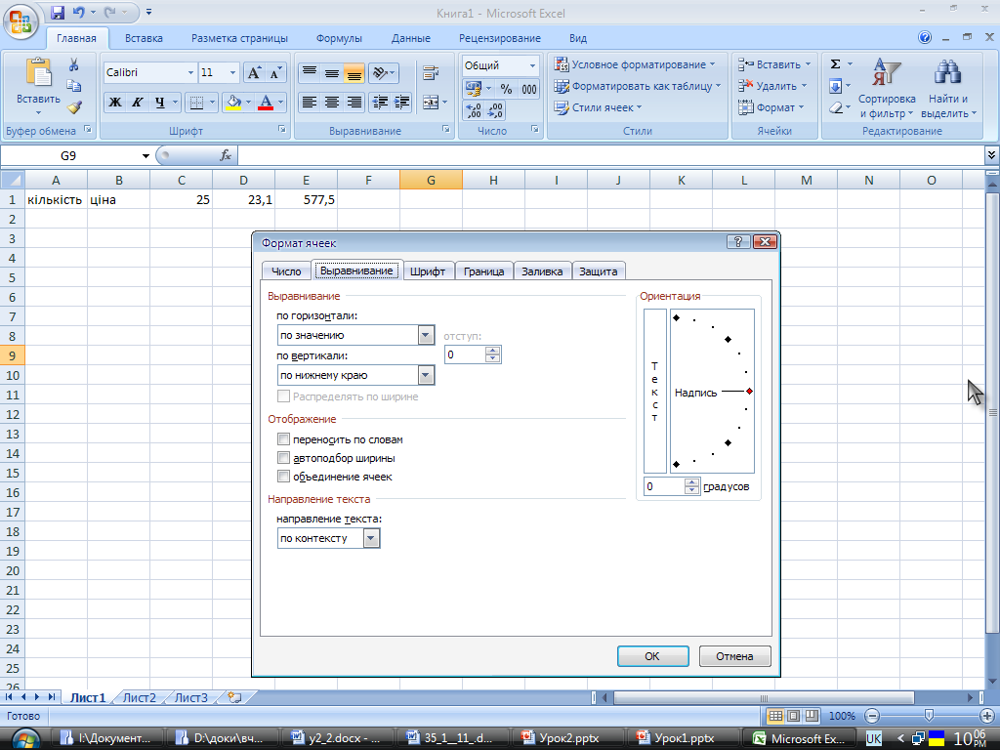 Книга1 - Microsoft Excel
Главная Вставка Разметка страницы Формулы Данные Рецензирование Вид
Вставить
Буфер обмена
Calibri 11
Ж К Ч А
Шрифт
Выравнивание
Общий
% 000
Число
Условное форматирование
Форматировать как таблицу
Стили ячеек
Стили
Вставить
Удалить
Формат
Ячейки
Σ
Сортировка и фильтр
Найти и выделить
Редактирование
G9 fx
A B C D E F G H I J K L M N O
1 кількість ціна 25 23,1 577,5
2
3
4
5
6
7
8
9
10
11
12
13
14
15
16
17
18
19
20
21
22
23
24
25
26
Формат ячеек
Число Выравнивание Шрифт Граница Заливка Защита
Выравнивание
по горизонтали:
по значению
отступ:
0
по вертикали:
по нижнему краю
Распределять по ширине
Отображение
переносить по словам
автоподбор ширины
объединение ячеек
Направление текста
направление текста:
по контексту
Ориентация
Текст
Надпись
0 градусов
ОК Отмена
Лист1 Лист2 Лист3
Готово 100%
I:\Документ... D:\доки\вч... у2_2.docx - ... 35_1__11_.d... Урок2.pptx Урок1.pptx Microsoft Ex... UK 10:06 PM